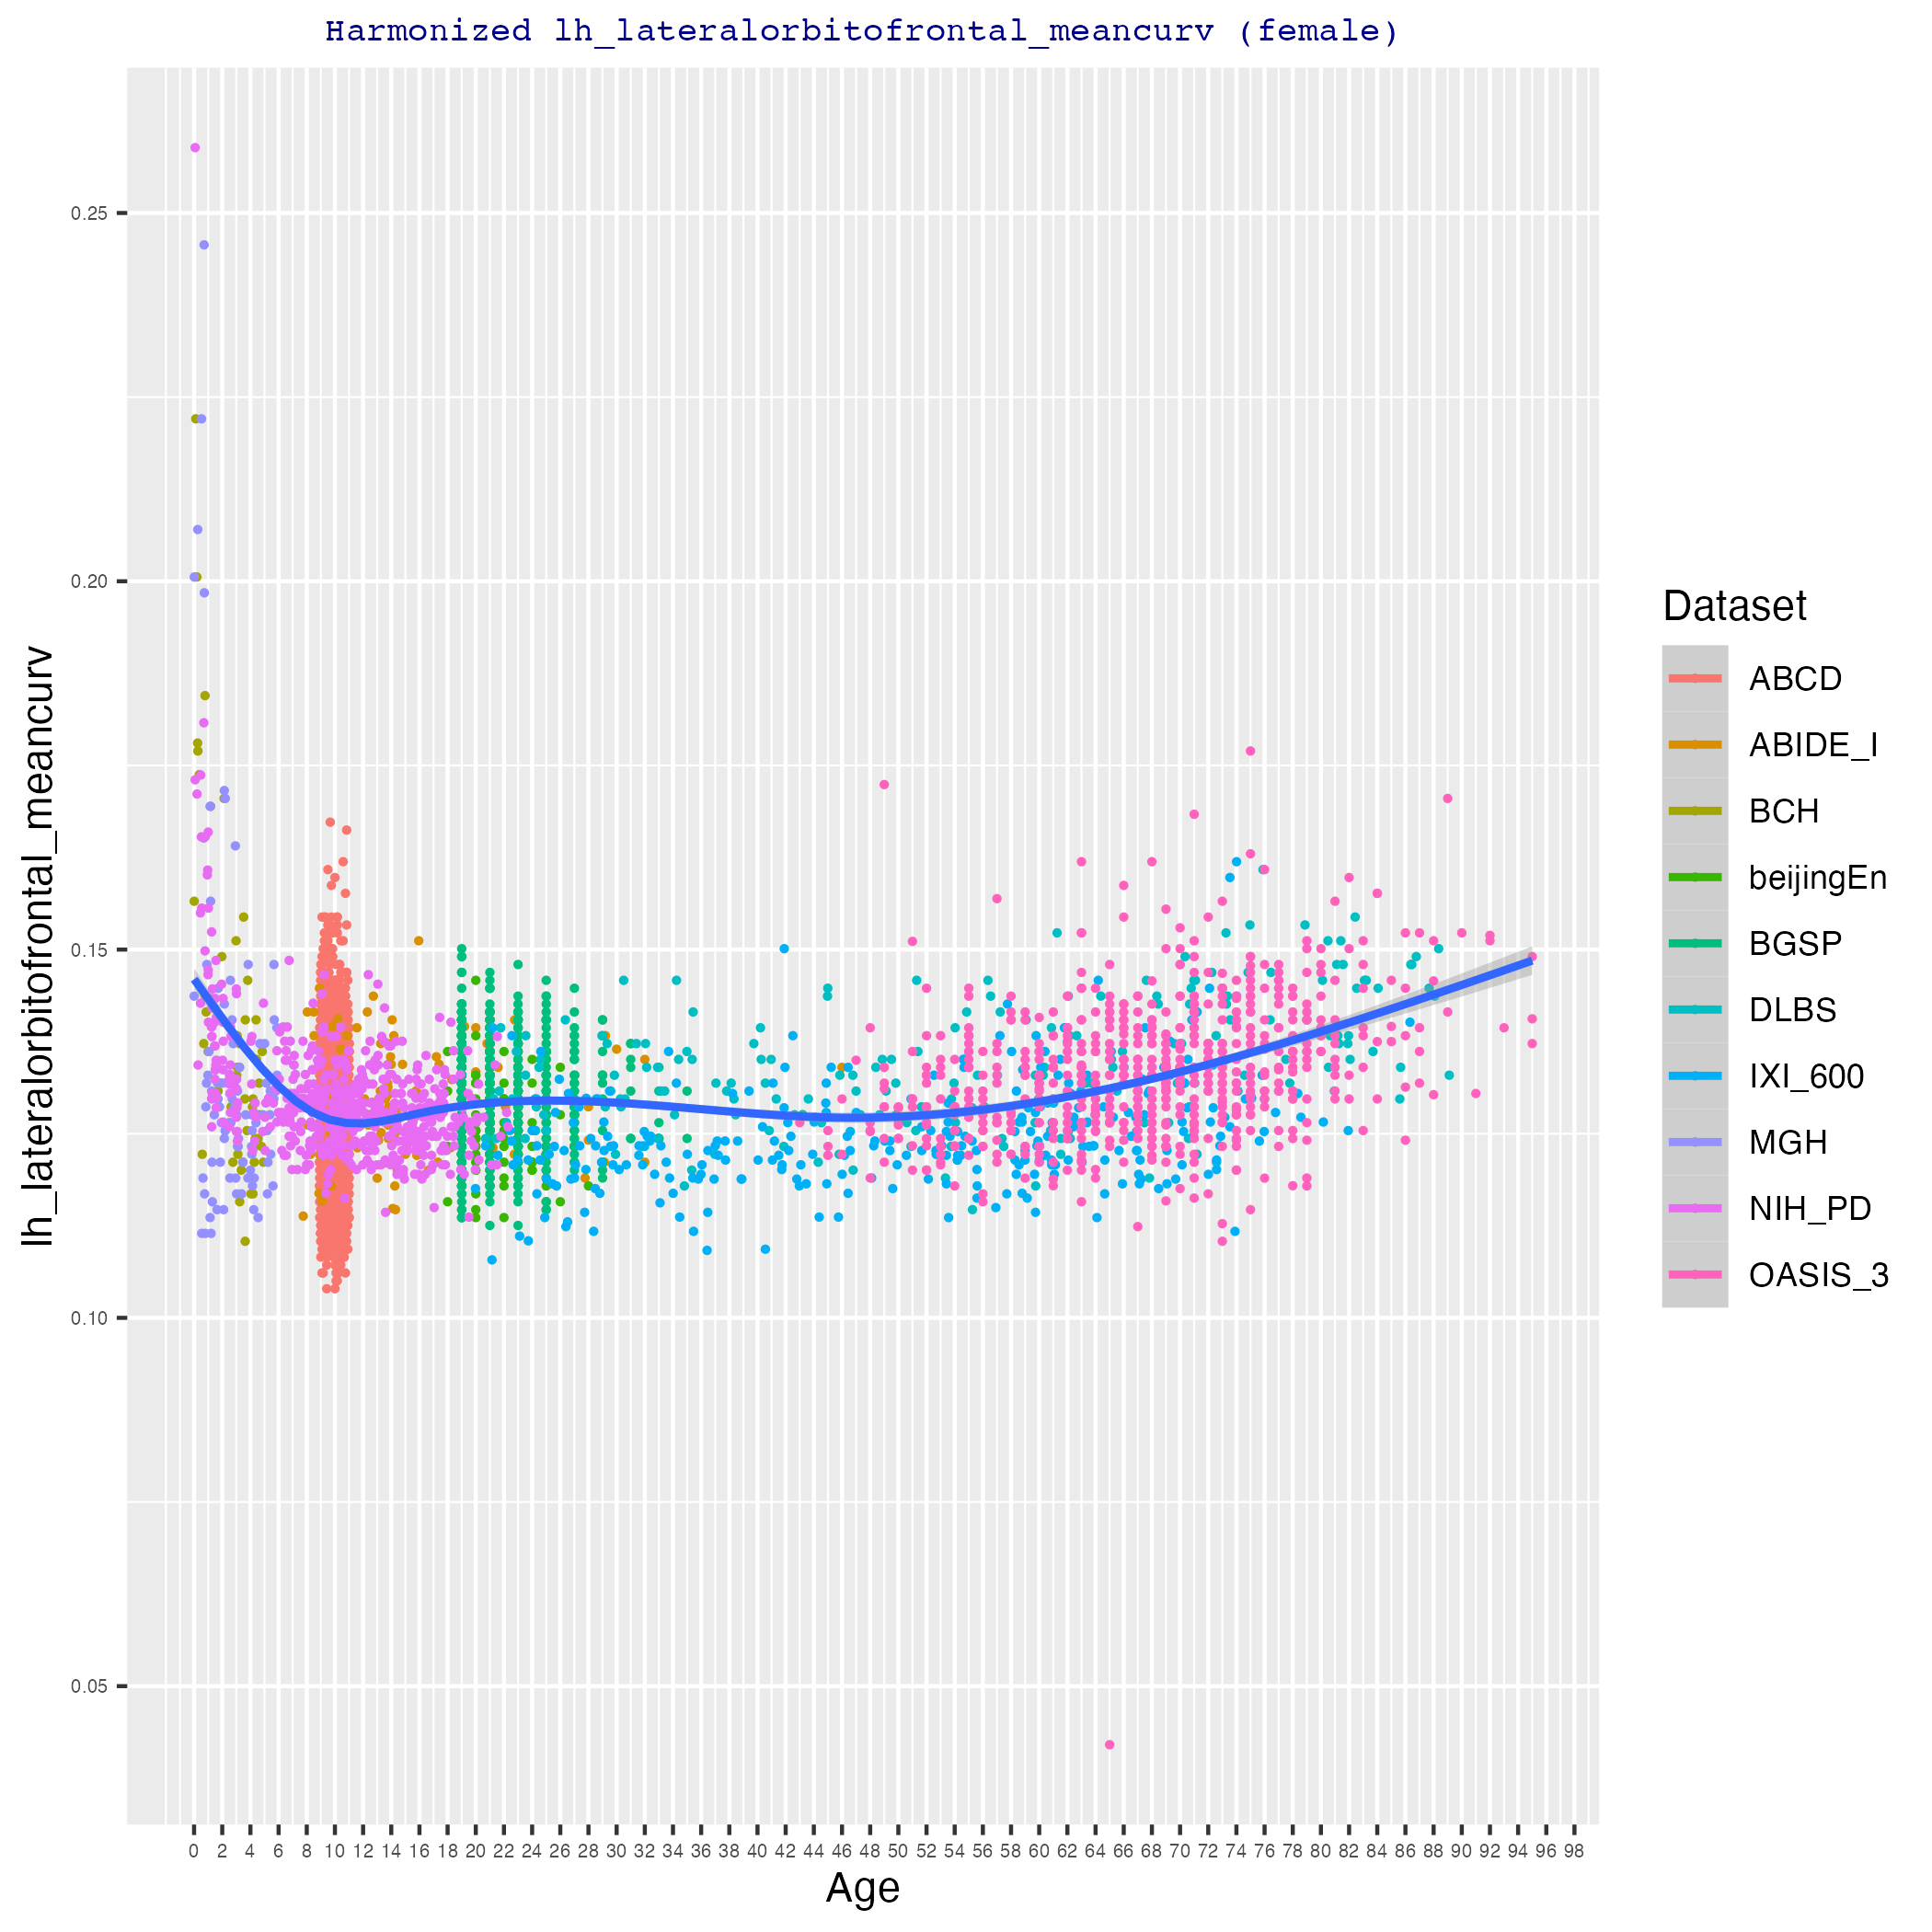 Harmonized lh_lateralorbitofrontal_meancurv (female)
lh_lateralorbitofrontal_meancurv
0.25
0.20
0.15
0.10
0.05
0 2 4 6 8 10 12 14 16 18 20 22 24 26 28 30 32 34 36 38 40 42 44 46 48 50 52 54 56 58 60 62 64 66 68 70 72 74 76 78 80 82 84 86 88 90 92 94 96 98
Age
Dataset
ABCD
ABIDE_I
BCH
beijingEn
BGSP
DLBS
IXI_600
MGH
NIH_PD
OASIS_3